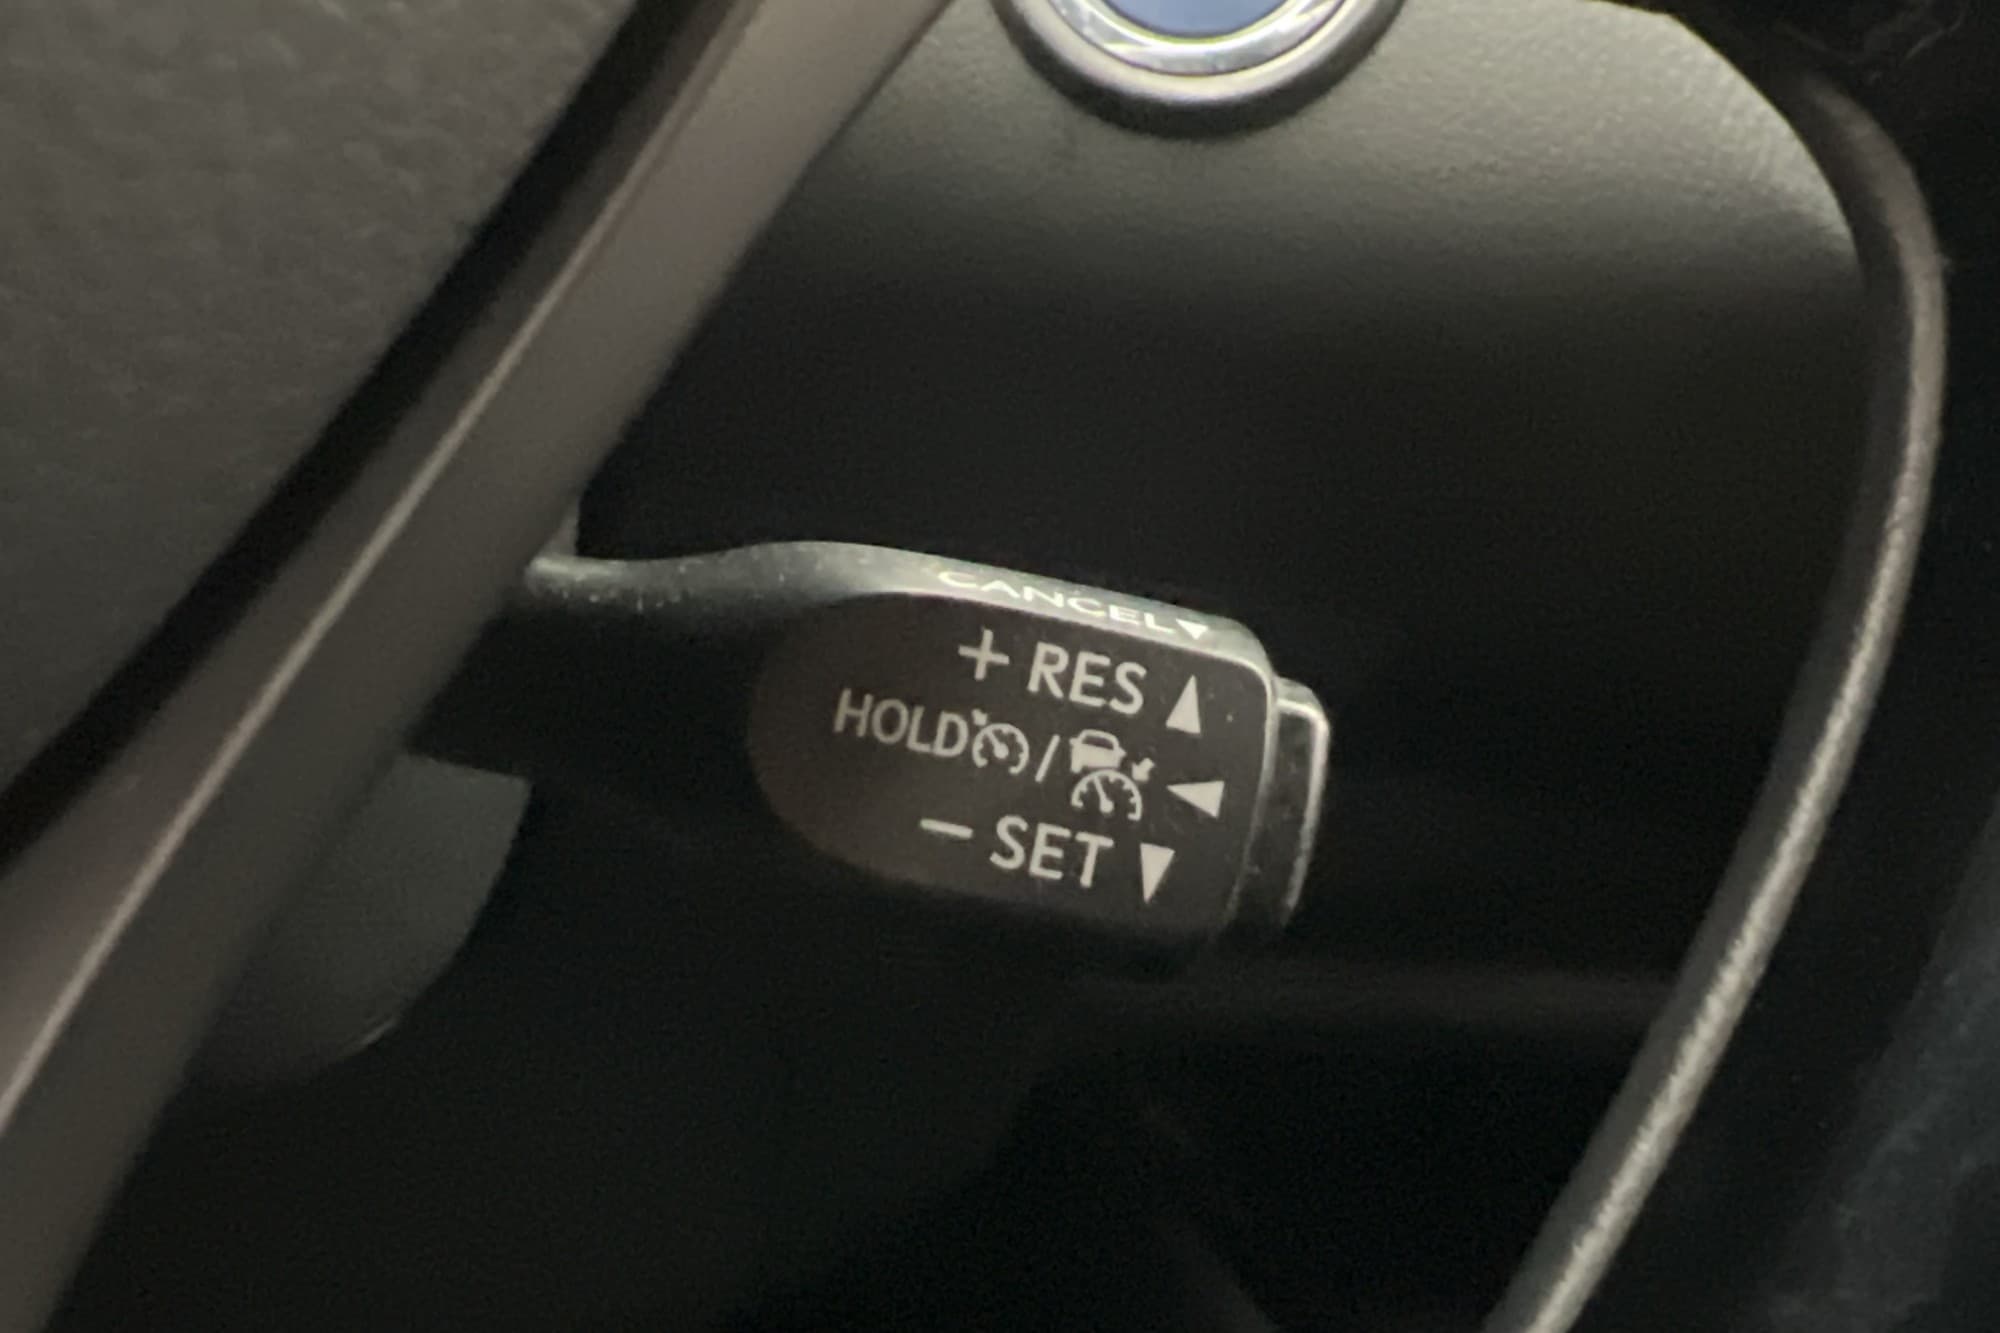 CANCEL▼
+ RES ▲
HOLD / ◀
− SET ▼